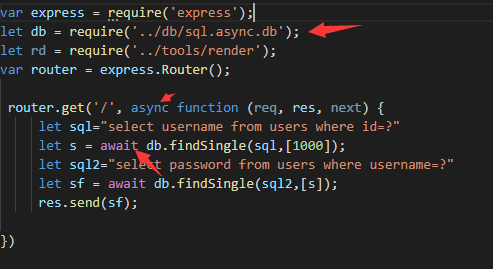 var express = require('express');
let db = require('../db/sql.async.db');
let rd = require('../tools/render');
var router = express.Router();
router.get('/', async function (req, res, next) {
let sql="select username from users where id=?"
let s = await db.findSingle(sql,[1000]);
let sql2="select password from users where username=?"
let sf = await db.findSingle(sql2,[s]);
res.send(sf);
})